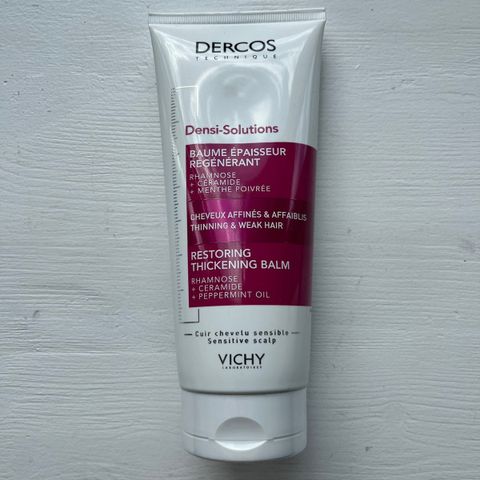 DERCOS
TECHNIQUE
Densi-Solutions
BAUME ÉPAISSEUR
RÉGÉNÉRANT
RHAMNOSE
+ CÉRAMIDE
+ MENTHE POIVRÉE
CHEVEUX AFFINÉS & AFFAIBLIS
THINNING & WEAK HAIR
RESTORING
THICKENING BALM
RHAMNOSE
+ CERAMIDE
+ PEPPERMINT OIL
Cuir chevelu sensible
Sensitive scalp
VICHY
LABORATOIRES